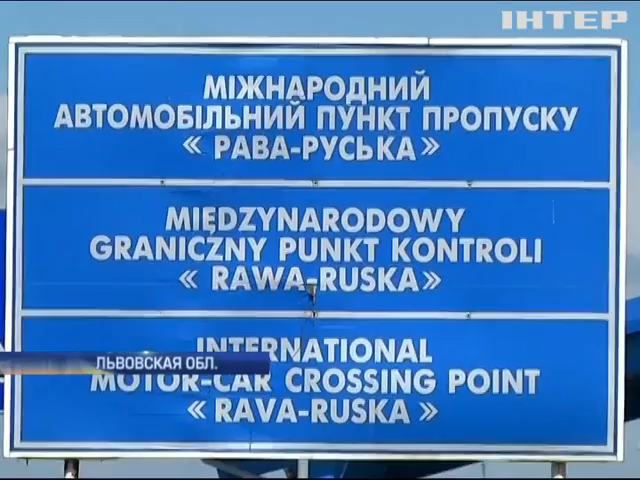 ІНТЕР
МІЖНАРОДНИЙ
АВТОМОБІЛЬНИЙ ПУНКТ ПРОПУСКУ
« РАВА-РУСЬКА»
MIĘDZYNARODOWY
GRANICZNY PUNKT KONTROLI
« RAWA-RUSKA»
INTERNATIONAL
ЛЬВОВСКАЯ ОБЛ.
MOTOR-CAR CROSSING POINT
«RAVA-RUSKA »